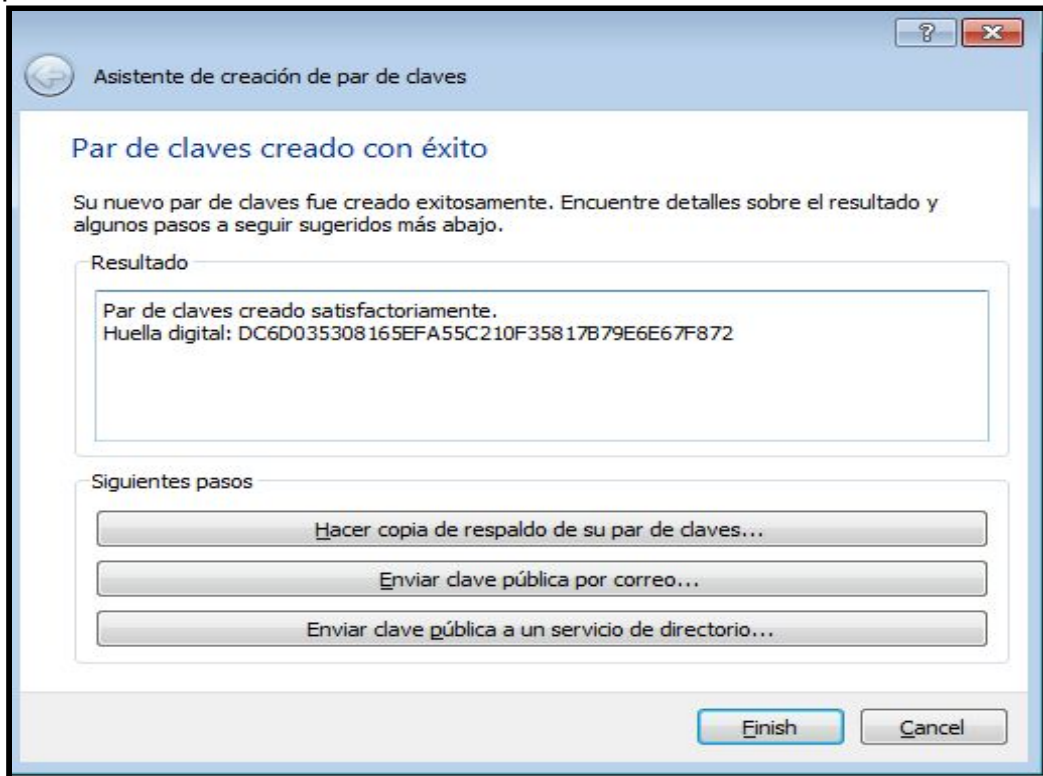 Asistente de creación de par de claves
Par de claves creado con éxito
Su nuevo par de claves fue creado exitosamente. Encuentre detalles sobre el resultado y
algunos pasos a seguir sugeridos más abajo.
Resultado
Par de claves creado satisfactoriamente.
Huella digital: DC6D035308165EFA55C210F35817B79E6E67F872
Siguientes pasos
Hacer copia de respaldo de su par de claves...
Enviar clave pública por correo...
Enviar clave pública a un servicio de directorio...
Finish
Cancel